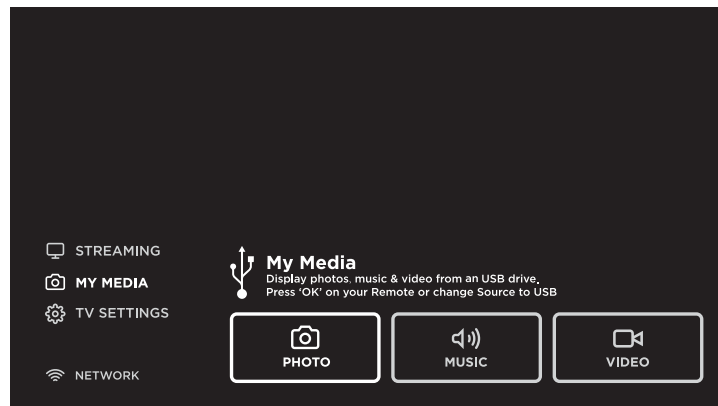 STREAMING
MY MEDIA
TV SETTINGS
NETWORK
My Media
Display photos, music & video from an USB drive.
Press 'OK' on your Remote or change Source to USB
PHOTO
MUSIC
VIDEO